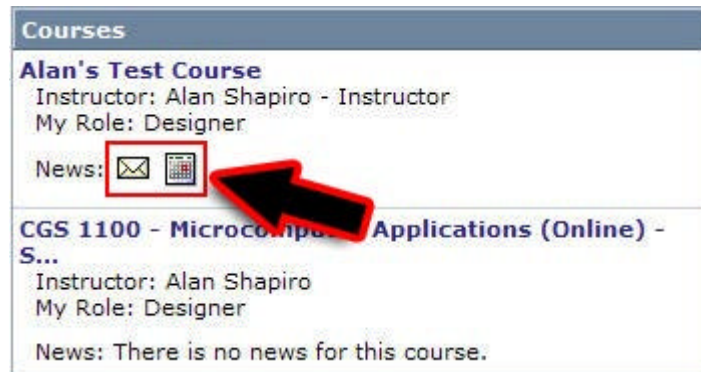 Courses
Alan's Test Course
Instructor: Alan Shapiro - Instructor
My Role: Designer
News:
CGS 1100 - Microcomput Applications (Online) -
S...
Instructor: Alan Shapiro
My Role: Designer
News: There is no news for this course.